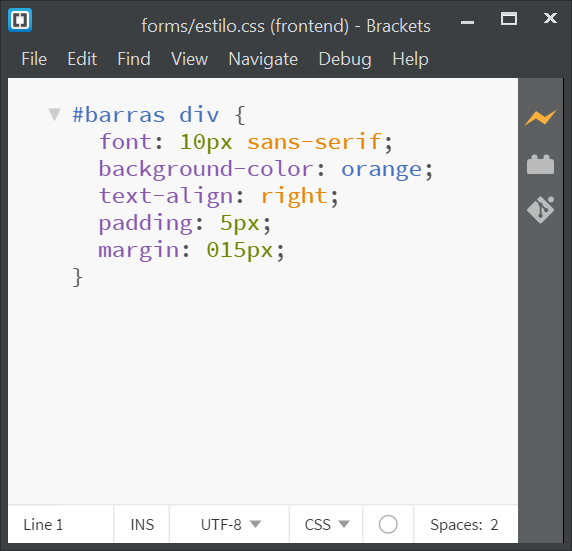 forms/estilo.css (frontend) - Brackets
File Edit Find View Navigate Debug Help
#barras div {
font: 10px sans-serif;
background-color: orange;
text-align: right;
padding: 5px;
margin: 015px;
}
Line 1 INS UTF-8 CSS Spaces: 2